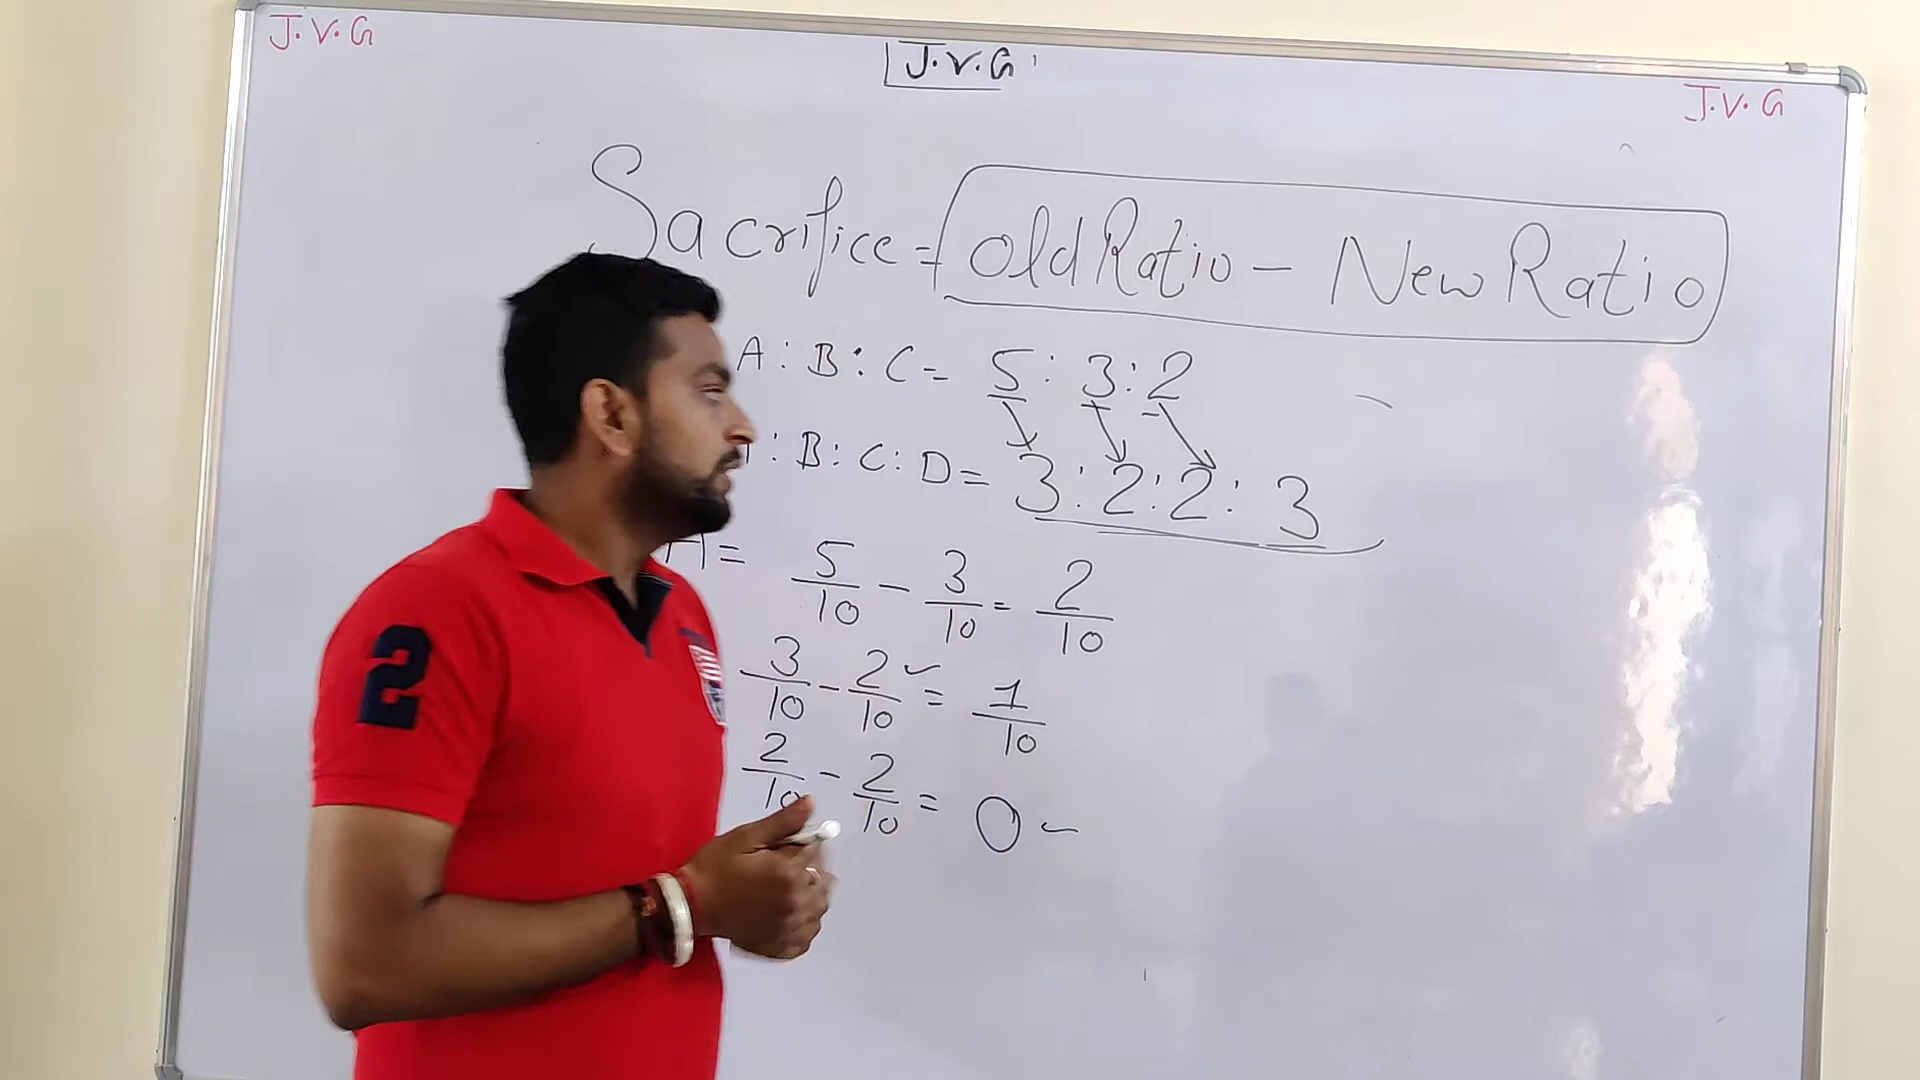 J.V.G
J.V.G
J.V.G
Sacrifice = Old Ratio - New Ratio
A : B : C = 5 : 3 : 2
: B : C : D = 3 : 2 : 2 : 3
A = 5/10 - 3/10 = 2/10
3/10 - 2/10 = 1/10
2/10 - 2/10 = 0
2